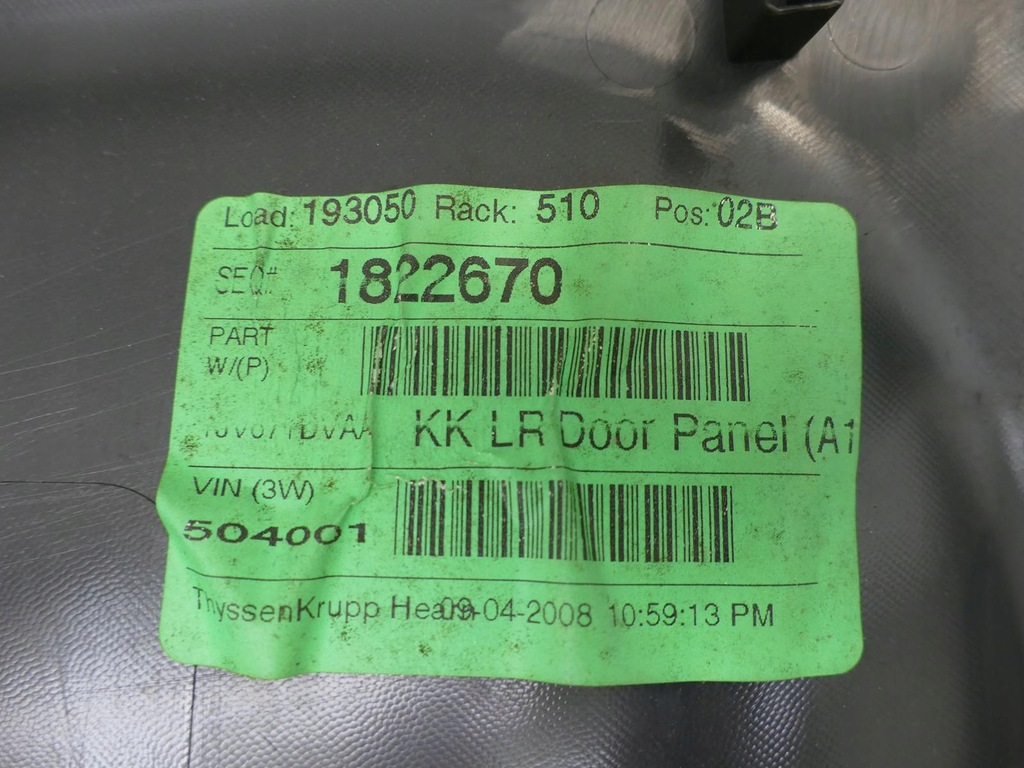 Load: 193050 Rack: 510 Pos: 02B
SEQ# 1822670
PART
W/(P)
KK LR Door Panel (A1
VIN (3W)
504001
ThyssenKrupp 09-04-2008 10:59:13 PM